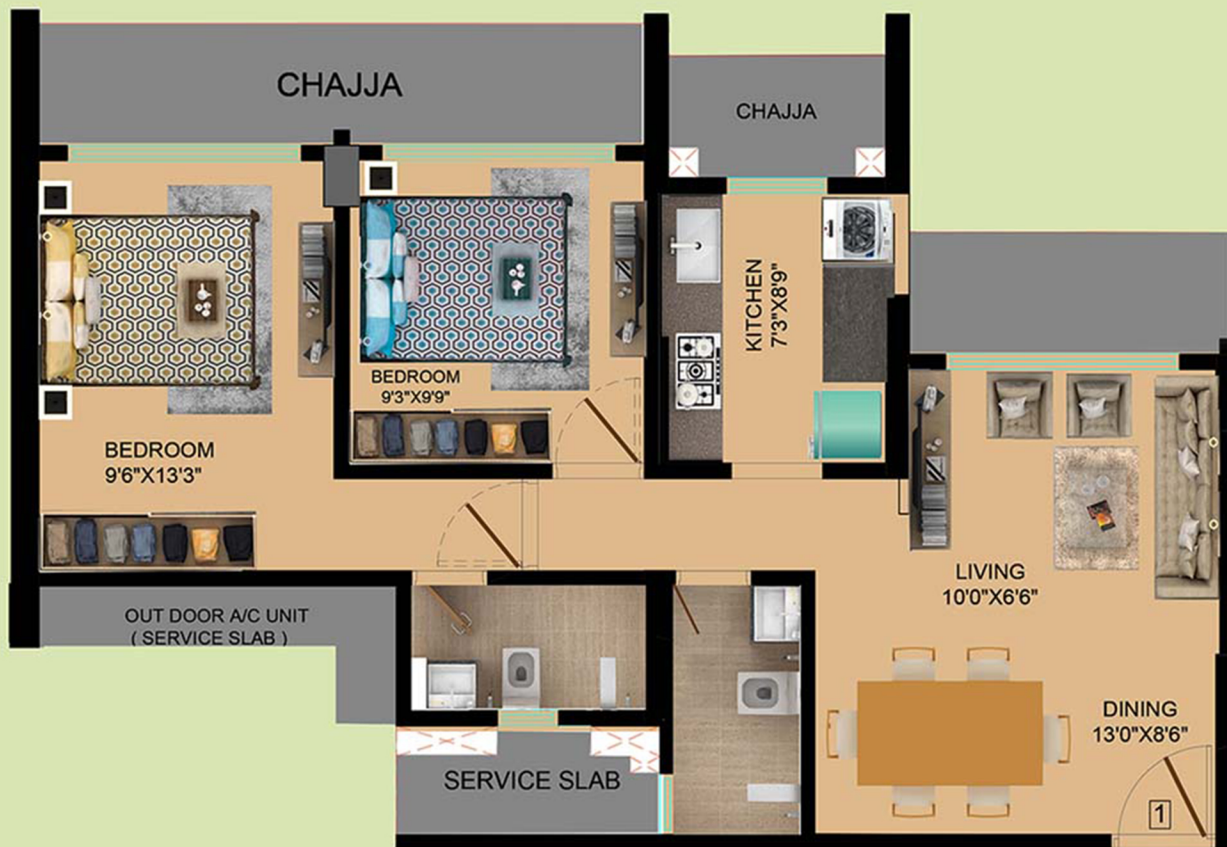 CHAJJA
CHAJJA
KITCHEN
7'3"X8'9"
BEDROOM
9'3"X9'9"
BEDROOM
9'6"X13'3"
LIVING
10'0"X6'6"
OUT DOOR A/C UNIT
( SERVICE SLAB )
DINING
13'0"X8'6"
SERVICE SLAB
1